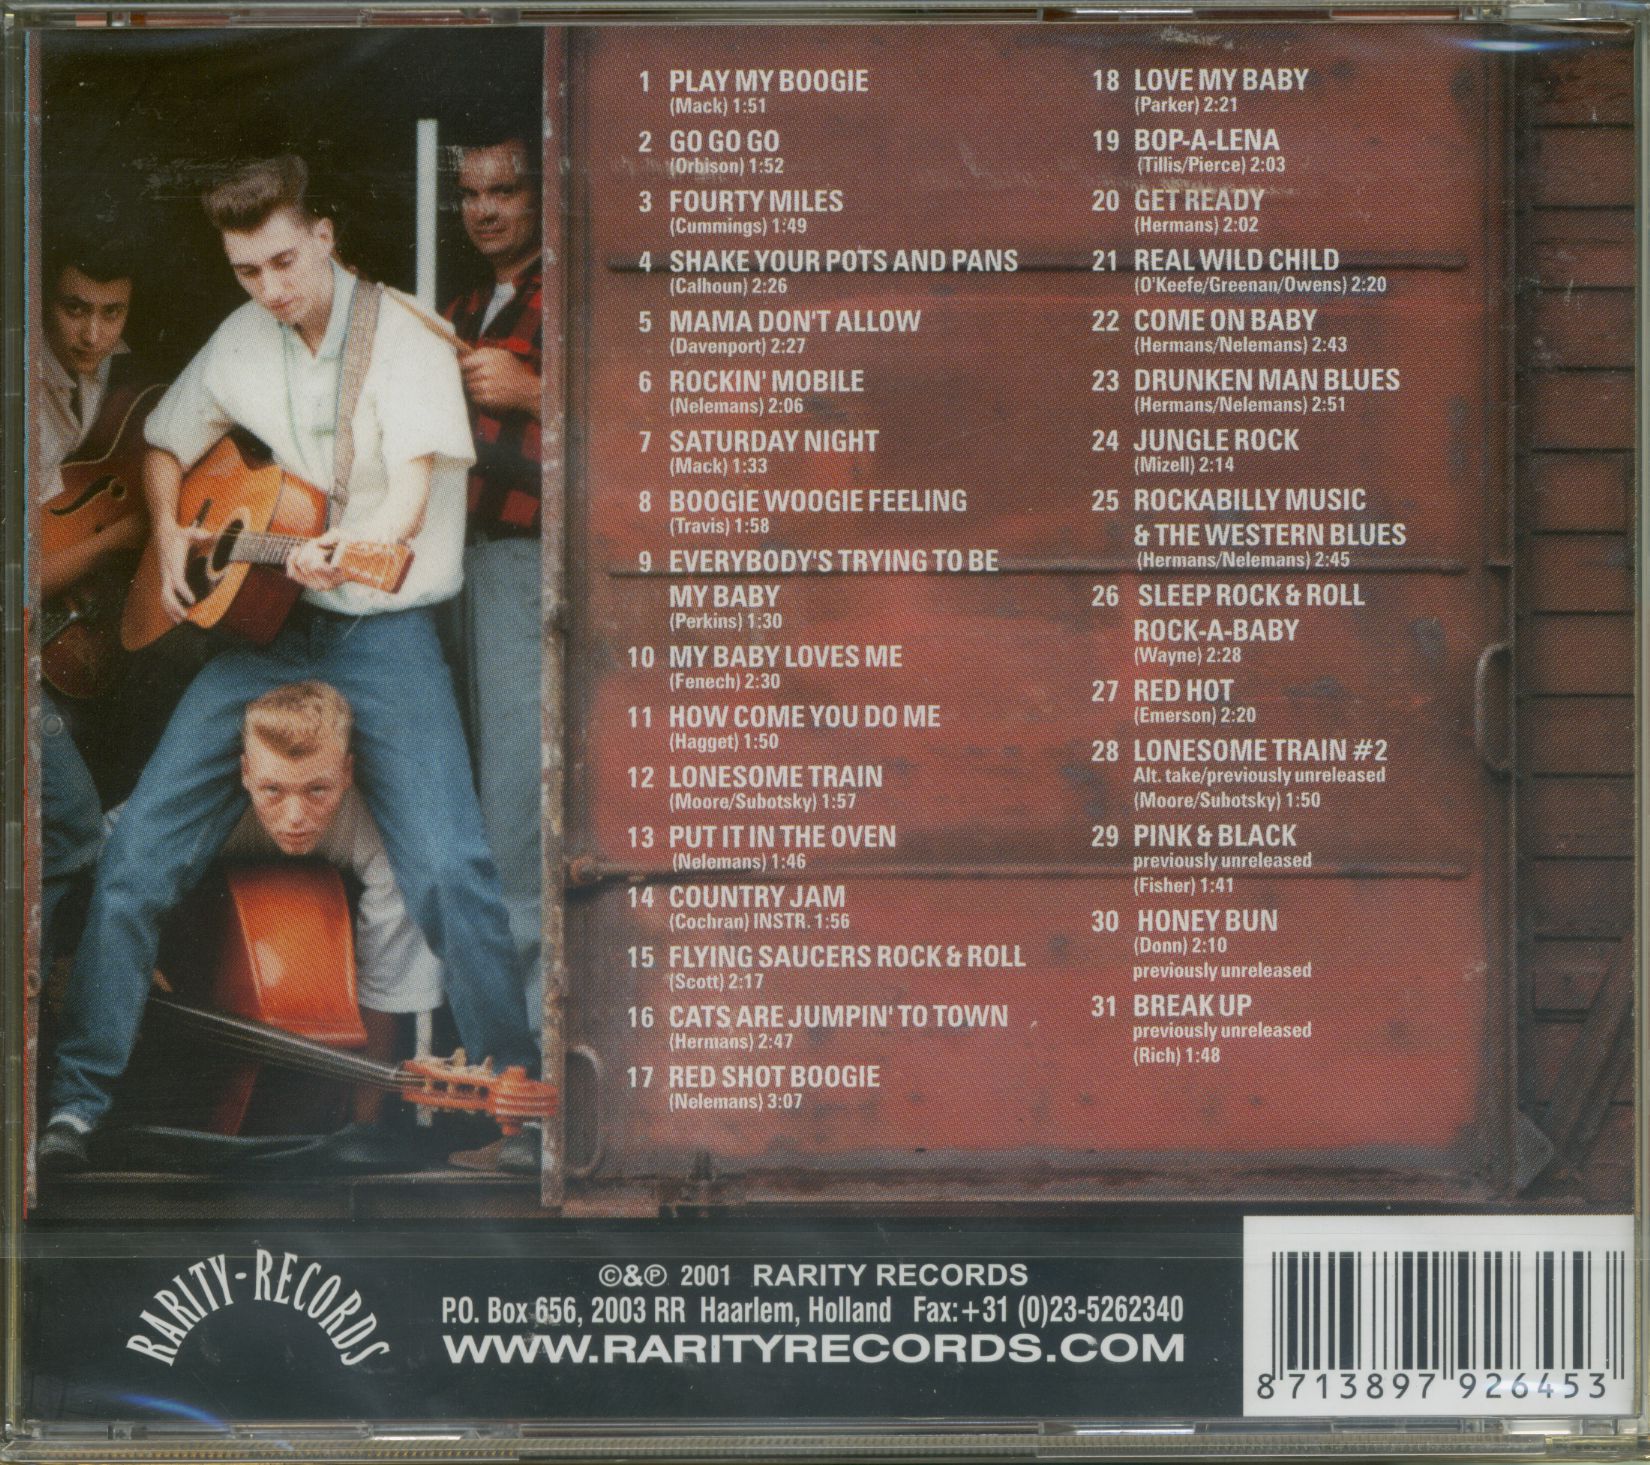 1 PLAY MY BOOGIE
(Mack) 1:51
2 GO GO GO
(Orbison) 1:52
3 FOURTY MILES
(Cummings) 1:49
4 SHAKE YOUR POTS AND PANS
(Calhoun) 2:26
5 MAMA DON'T ALLOW
(Davenport) 2:27
6 ROCKIN' MOBILE
(Nelemans) 2:06
7 SATURDAY NIGHT
(Mack) 1:33
8 BOOGIE WOOGIE FEELING
(Travis) 1:58
9 EVERYBODY'S TRYING TO BE
MY BABY
(Perkins) 1:30
10 MY BABY LOVES ME
(Fenech) 2:30
11 HOW COME YOU DO ME
(Hagget) 1:50
12 LONESOME TRAIN
(Moore/Subotsky) 1:57
13 PUT IT IN THE OVEN
(Nelemans) 1:46
14 COUNTRY JAM
(Cochran) INSTR. 1:56
15 FLYING SAUCERS ROCK & ROLL
(Scott) 2:17
16 CATS ARE JUMPIN' TO TOWN
(Hermans) 2:47
17 RED SHOT BOOGIE
(Nelemans) 3:07
18 LOVE MY BABY
(Parker) 2:21
19 BOP-A-LENA
(Tillis/Pierce) 2:03
20 GET READY
(Hermans) 2:02
21 REAL WILD CHILD
(O'Keefe/Greenan/Owens) 2:20
22 COME ON BABY
(Hermans/Nelemans) 2:43
23 DRUNKEN MAN BLUES
(Hermans/Nelemans) 2:51
24 JUNGLE ROCK
(Mizell) 2:14
25 ROCKABILLY MUSIC
& THE WESTERN BLUES
(Hermans/Nelemans) 2:45
26 SLEEP ROCK & ROLL
ROCK-A-BABY
(Wayne) 2:28
27 RED HOT
(Emerson) 2:20
28 LONESOME TRAIN #2
Alt. take/previously unreleased
(Moore/Subotsky) 1:50
29 PINK & BLACK
previously unreleased
(Fisher) 1:41
30 HONEY BUN
(Donn) 2:10
previously unreleased
31 BREAK UP
previously unreleased
(Rich) 1:48
RARITY-RECORDS
©&℗ 2001 RARITY RECORDS
P.O. Box 656, 2003 RR Haarlem, Holland Fax:+31 (0)23-5262340
WWW.RARITYRECORDS.COM
8 713897 926453